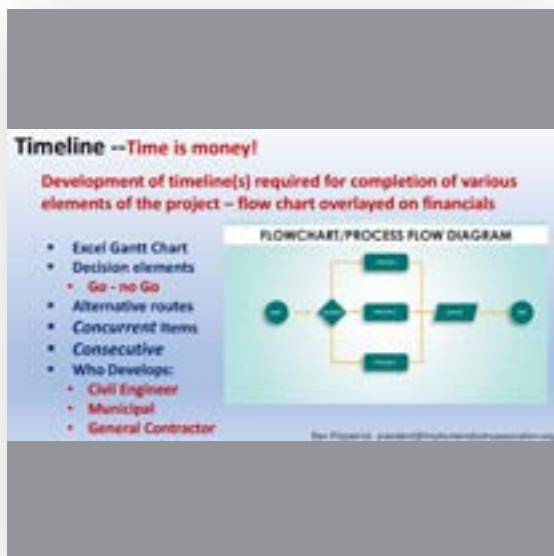 Timeline --Time is money!
Development of timeline(s) required for completion of various
elements of the project – flow chart overlayed on financials
FLOWCHART/PROCESS FLOW DIAGRAM
• Excel Gantt Chart
• Decision elements
• Go - no Go
• Alternative routes
• Concurrent Items
• Consecutive
• Who Develops:
• Civil Engineer
• Municipal
• General Contractor